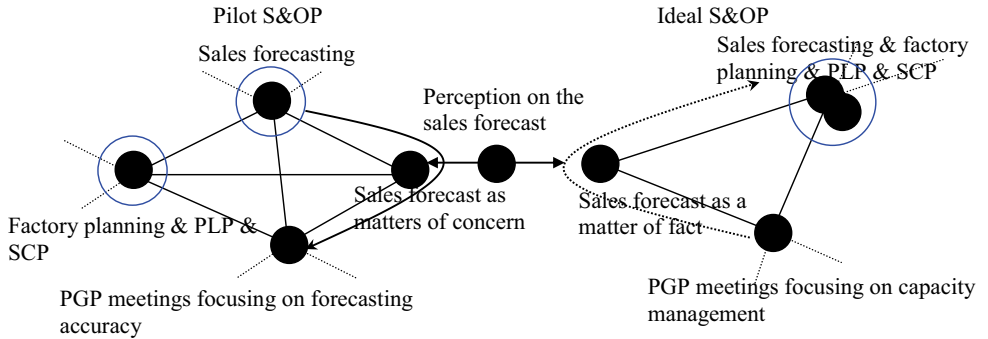 Pilot S&OP
Ideal S&OP
Sales forecasting
Sales forecasting & factory
planning & PLP & SCP
Perception on the
sales forecast
Sales forecast as
matters of concern
Sales forecast as a
matter of fact
Factory planning & PLP &
SCP
PGP meetings focusing on forecasting
accuracy
PGP meetings focusing on capacity
management